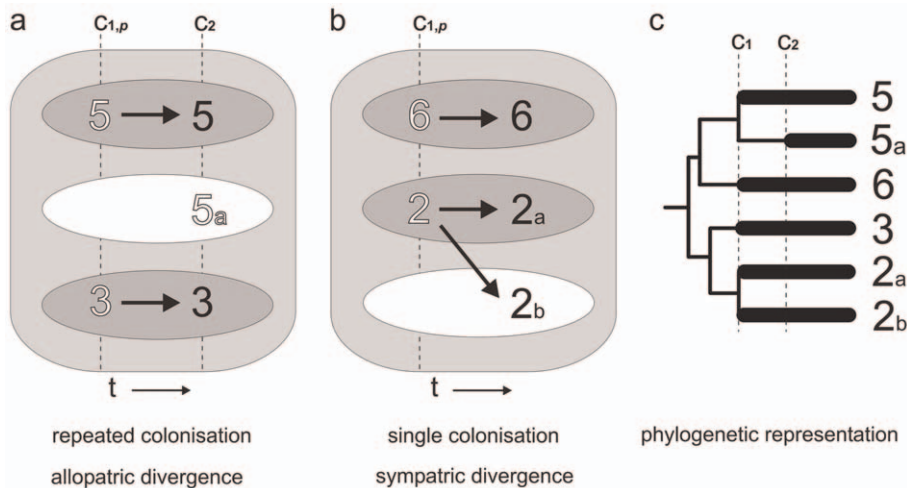 a
C1,p
C2
5 → 5
5a
3 → 3
t
repeated colonisation
allopatric divergence
b
C1,p
6 → 6
2 → 2a
2b
t
single colonisation
sympatric divergence
c
C1
C2
5
5a
6
3
2a
2b
phylogenetic representation